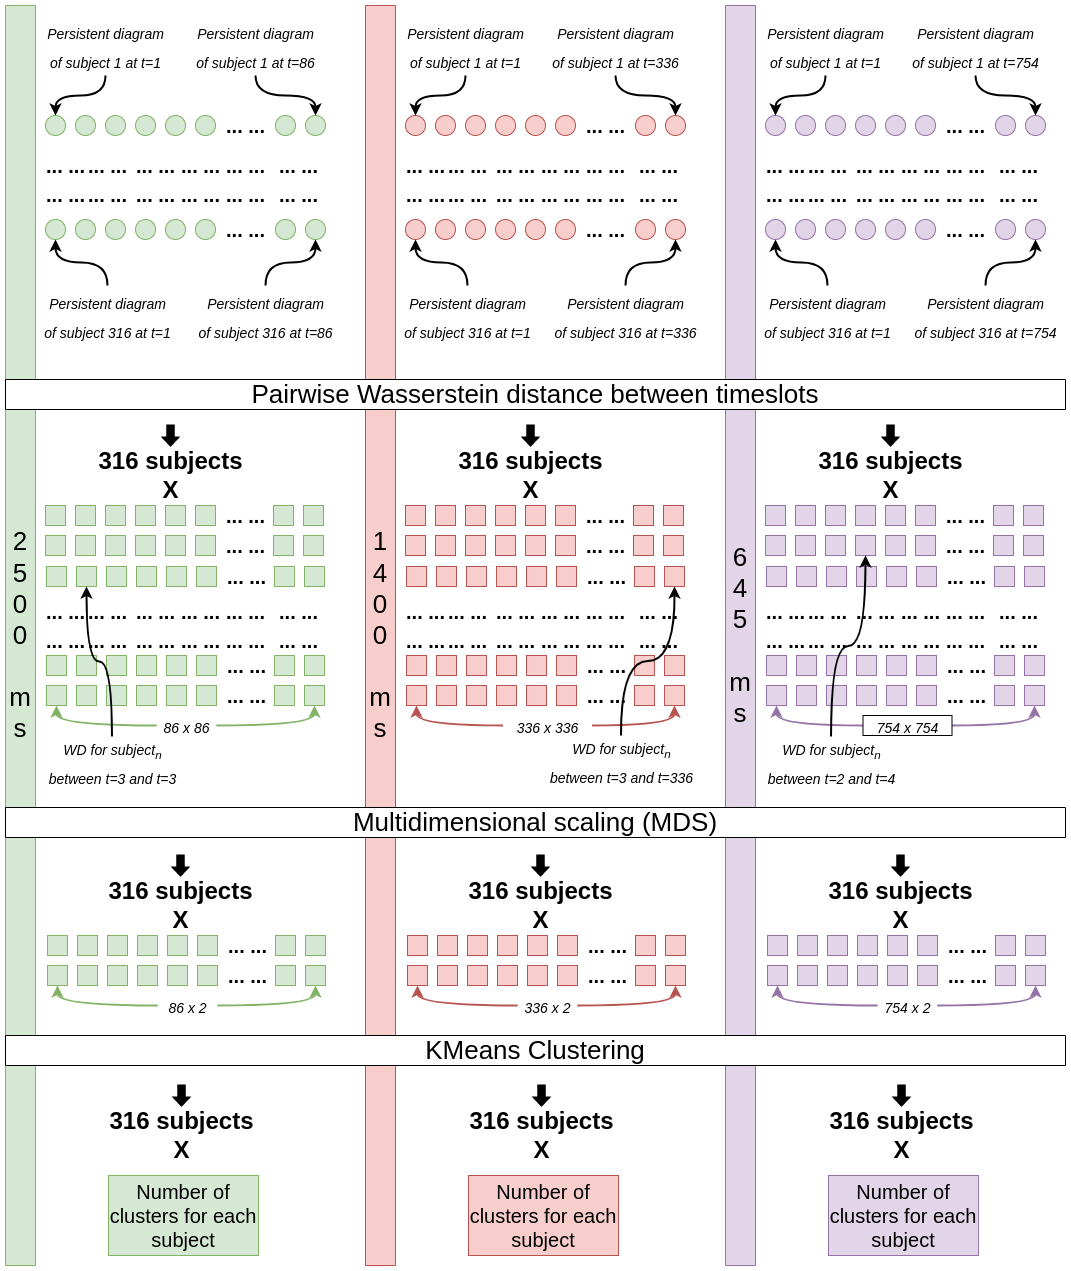 Persistent diagram
of subject 1 at t=1
Persistent diagram
of subject 1 at t=86
Persistent diagram
of subject 1 at t=1
Persistent diagram
of subject 1 at t=336
Persistent diagram
of subject 1 at t=1
Persistent diagram
of subject 1 at t=754
... ...
... ...
... ...
... ... ... ... ... ... ... ... ... ... ... ...
... ... ... ... ... ... ... ... ... ... ... ...
... ... ... ... ... ... ... ... ... ... ... ...
... ... ... ... ... ... ... ... ... ... ... ...
... ... ... ... ... ... ... ... ... ... ... ...
... ... ... ... ... ... ... ... ... ... ... ...
... ...
... ...
... ...
Persistent diagram
of subject 316 at t=1
Persistent diagram
of subject 316 at t=86
Persistent diagram
of subject 316 at t=1
Persistent diagram
of subject 316 at t=336
Persistent diagram
of subject 316 at t=1
Persistent diagram
of subject 316 at t=754
Pairwise Wasserstein distance between timeslots
2500 ms
316 subjects
X
... ...
... ...
... ...
... ... ... ... ... ... ... ... ... ... ... ...
... ... ... ... ... ... ... ... ... ... ... ...
... ...
... ...
86 x 86
WD for subjectn
between t=3 and t=3
1400 ms
316 subjects
X
... ...
... ...
... ...
... ... ... ... ... ... ... ... ... ... ... ...
... ... ... ... ... ... ... ... ... ... ... ...
... ...
... ...
336 x 336
WD for subjectn
between t=3 and t=336
645 ms
316 subjects
X
... ...
... ...
... ...
... ... ... ... ... ... ... ... ... ... ... ...
... ... ... ... ... ... ... ... ... ... ... ...
... ...
... ...
754 x 754
WD for subjectn
between t=2 and t=4
Multidimensional scaling (MDS)
316 subjects
X
... ...
... ...
86 x 2
316 subjects
X
... ...
... ...
336 x 2
316 subjects
X
... ...
... ...
754 x 2
KMeans Clustering
316 subjects
X
Number of
clusters for each
subject
316 subjects
X
Number of
clusters for each
subject
316 subjects
X
Number of
clusters for each
subject